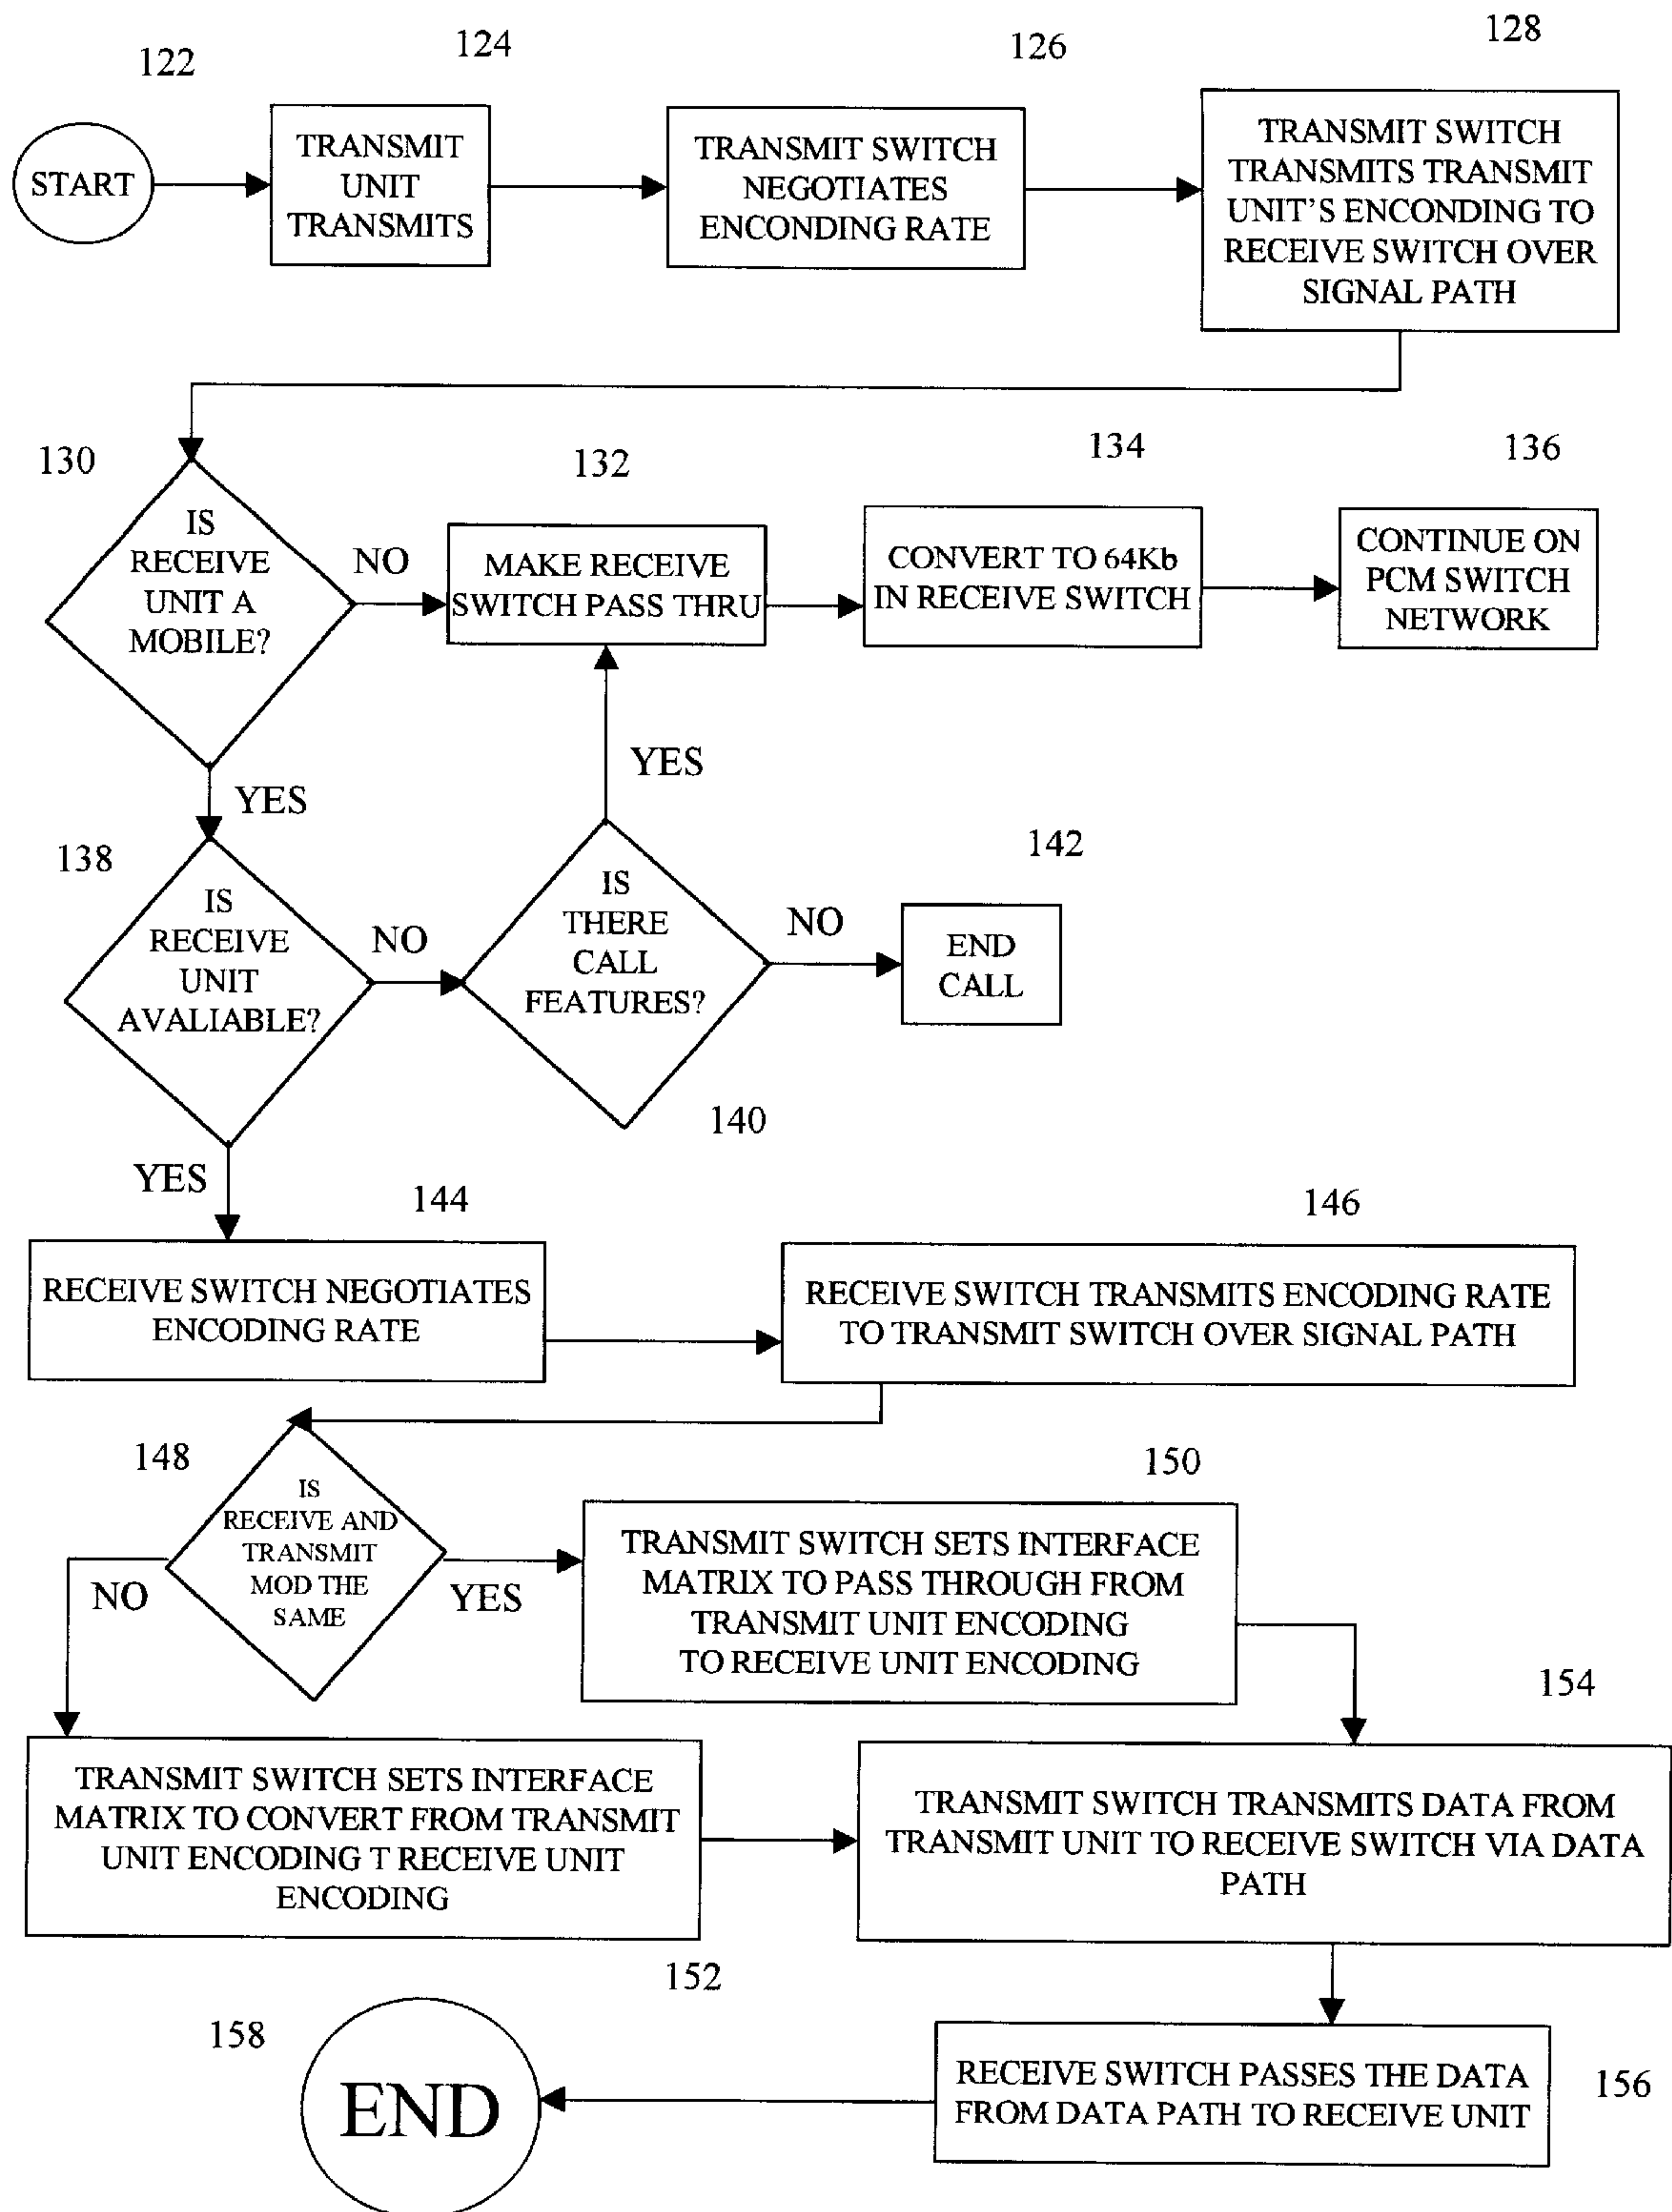 122
124
126
128
START
TRANSMIT
UNIT
TRANSMITS
TRANSMIT SWITCH
NEGOTIATES
ENCONDING RATE
TRANSMIT SWITCH
TRANSMITS TRANSMIT
UNIT'S ENCONDING TO
RECEIVE SWITCH OVER
SIGNAL PATH
130
132
134
136
IS
RECEIVE
UNIT A
MOBILE?
NO
MAKE RECEIVE
SWITCH PASS THRU
CONVERT TO 64Kb
IN RECEIVE SWITCH
CONTINUE ON
PCM SWITCH
NETWORK
YES
YES
138
IS
RECEIVE
UNIT
AVALIABLE?
NO
IS
THERE
CALL
FEATURES?
NO
142
END
CALL
140
YES
144
146
RECEIVE SWITCH NEGOTIATES
ENCODING RATE
RECEIVE SWITCH TRANSMITS ENCODING RATE
TO TRANSMIT SWITCH OVER SIGNAL PATH
148
IS
RECEIVE AND
TRANSMIT
MOD THE
SAME
NO
YES
150
TRANSMIT SWITCH SETS INTERFACE
MATRIX TO PASS THROUGH FROM
TRANSMIT UNIT ENCODING
TO RECEIVE UNIT ENCODING
154
TRANSMIT SWITCH SETS INTERFACE
MATRIX TO CONVERT FROM TRANSMIT
UNIT ENCODING T RECEIVE UNIT
ENCODING
TRANSMIT SWITCH TRANSMITS DATA FROM
TRANSMIT UNIT TO RECEIVE SWITCH VIA DATA
PATH
152
158
END
RECEIVE SWITCH PASSES THE DATA
FROM DATA PATH TO RECEIVE UNIT
156